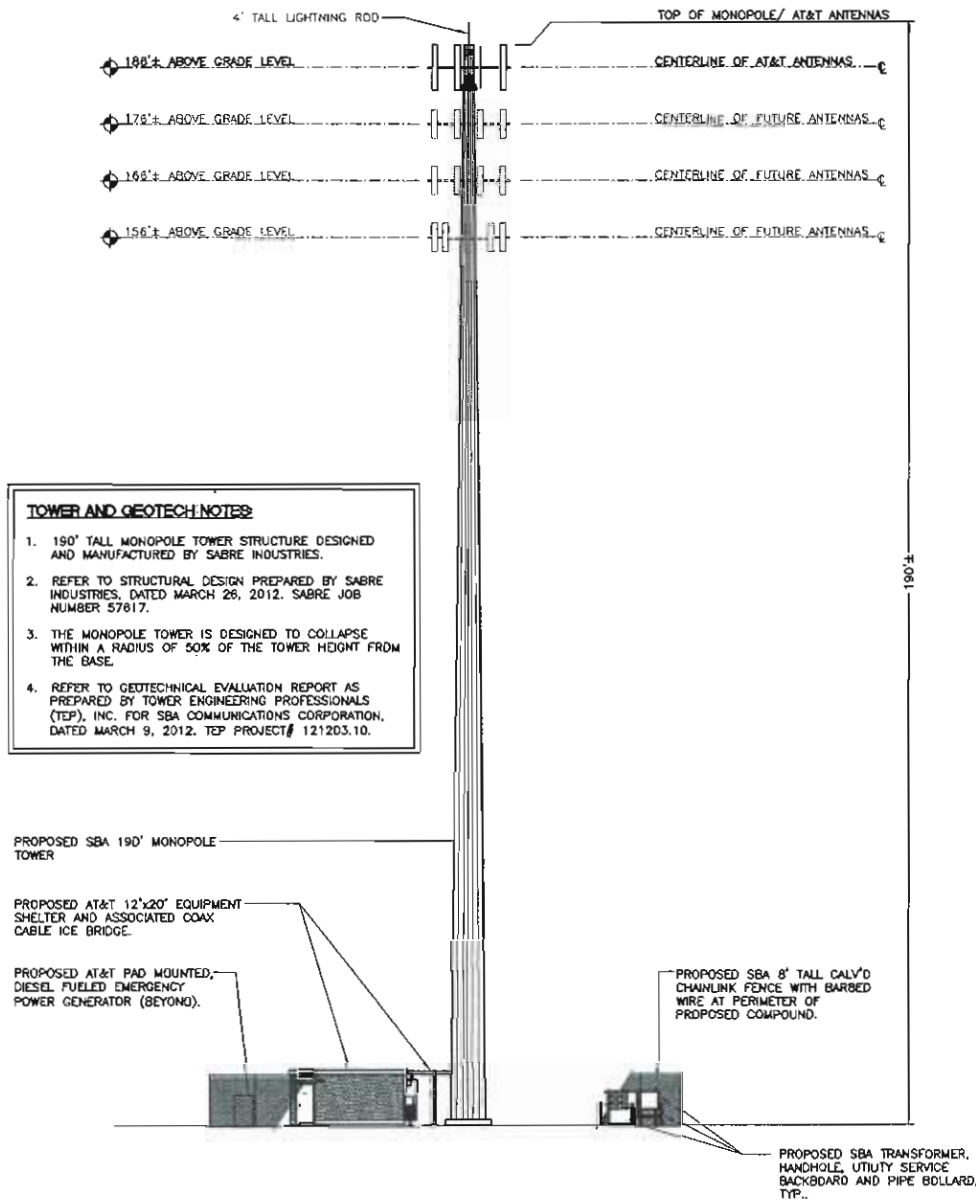 4' TALL LIGHTNING ROD
TOP OF MONOPOLE/ AT&T ANTENNAS
188'± ABOVE GRADE LEVEL
CENTERLINE OF AT&T ANTENNAS
176'± ABOVE GRADE LEVEL
CENTERLINE OF FUTURE ANTENNAS
166'± ABOVE GRADE LEVEL
CENTERLINE OF FUTURE ANTENNAS
156'± ABOVE GRADE LEVEL
CENTERLINE OF FUTURE ANTENNAS
190'±
TOWER AND GEOTECH NOTES
1. 190' TALL MONOPOLE TOWER STRUCTURE DESIGNED
AND MANUFACTURED BY SABRE INDUSTRIES.
2. REFER TO STRUCTURAL DESIGN PREPARED BY SABRE
INDUSTRIES, DATED MARCH 26, 2012. SABRE JOB
NUMBER 57617.
3. THE MONOPOLE TOWER IS DESIGNED TO COLLAPSE
WITHIN A RADIUS OF 50% OF THE TOWER HEIGHT FROM
THE BASE.
4. REFER TO GEOTECHNICAL EVALUATION REPORT AS
PREPARED BY TOWER ENGINEERING PROFESSIONALS
(TEP), INC. FOR SBA COMMUNICATIONS CORPORATION,
DATED MARCH 9, 2012. TEP PROJECT# 121203.10.
PROPOSED SBA 190' MONOPOLE
TOWER
PROPOSED AT&T 12'x20' EQUIPMENT
SHELTER AND ASSOCIATED COAX
CABLE ICE BRIDGE.
PROPOSED AT&T PAD MOUNTED,
DIESEL FUELED EMERGENCY
POWER GENERATOR (BEYOND).
PROPOSED SBA 8' TALL GALV'D
CHAINLINK FENCE WITH BARBED
WIRE AT PERIMETER OF
PROPOSED COMPOUND.
PROPOSED SBA TRANSFORMER,
HANDHOLE, UTILITY SERVICE
BACKBOARD AND PIPE BOLLARD,
TYP..